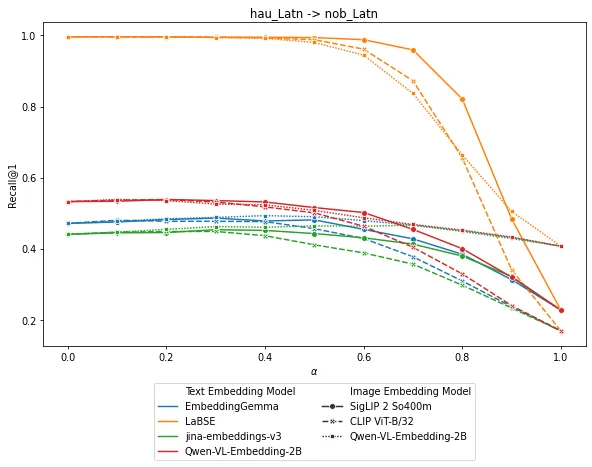 hau_Latn -> nob_Latn
Recall@1
1.0
0.8
0.6
0.4
0.2
0.0 0.2 0.4 0.6 0.8 1.0
α
Text Embedding Model Image Embedding Model
EmbeddingGemma SigLIP 2 So400m
LaBSE CLIP ViT-B/32
jina-embeddings-v3 Qwen-VL-Embedding-2B
Qwen-VL-Embedding-2B